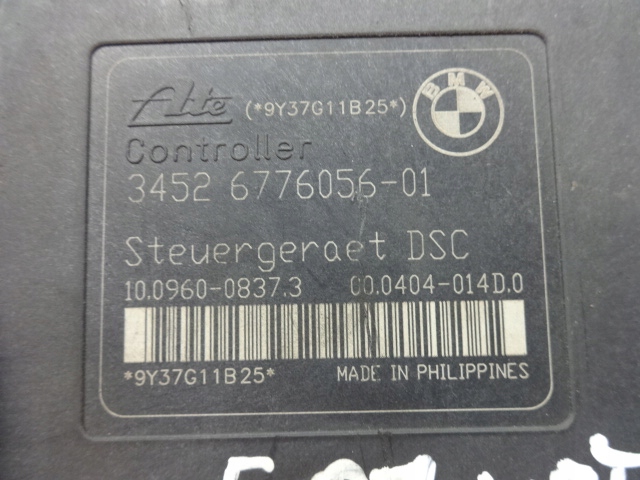 Ate (*9Y37G11B25*) BMW
Controller
3452 6776056-01
Steuergeraet DSC
10.0960-0837.3 00.0404-014D.0
*9Y37G11B25* MADE IN PHILIPPINES